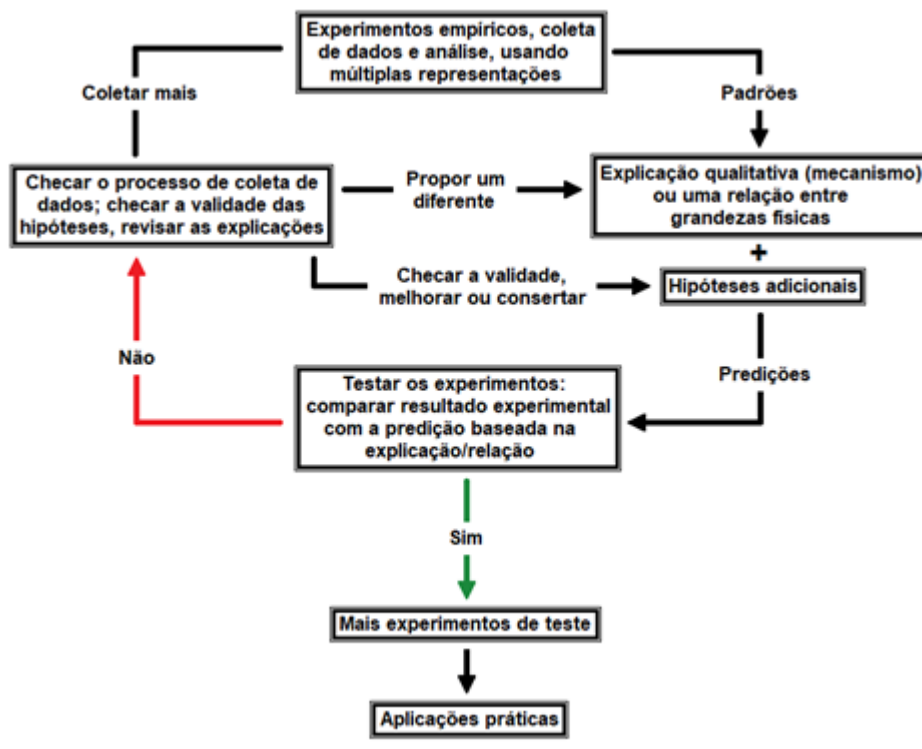 Experimentos empíricos, coleta
de dados e análise, usando
múltiplas representações
Coletar mais
Padrões
Checar o processo de coleta de
dados; checar a validade das
hipóteses, revisar as explicações
Propor um
diferente
Explicação qualitativa (mecanismo)
ou uma relação entre
grandezas físicas
+
Checar a validade,
melhorar ou consertar
Hipóteses adicionais
Não
Predições
Testar os experimentos:
comparar resultado experimental
com a predição baseada na
explicação/relação
Sim
Mais experimentos de teste
Aplicações práticas